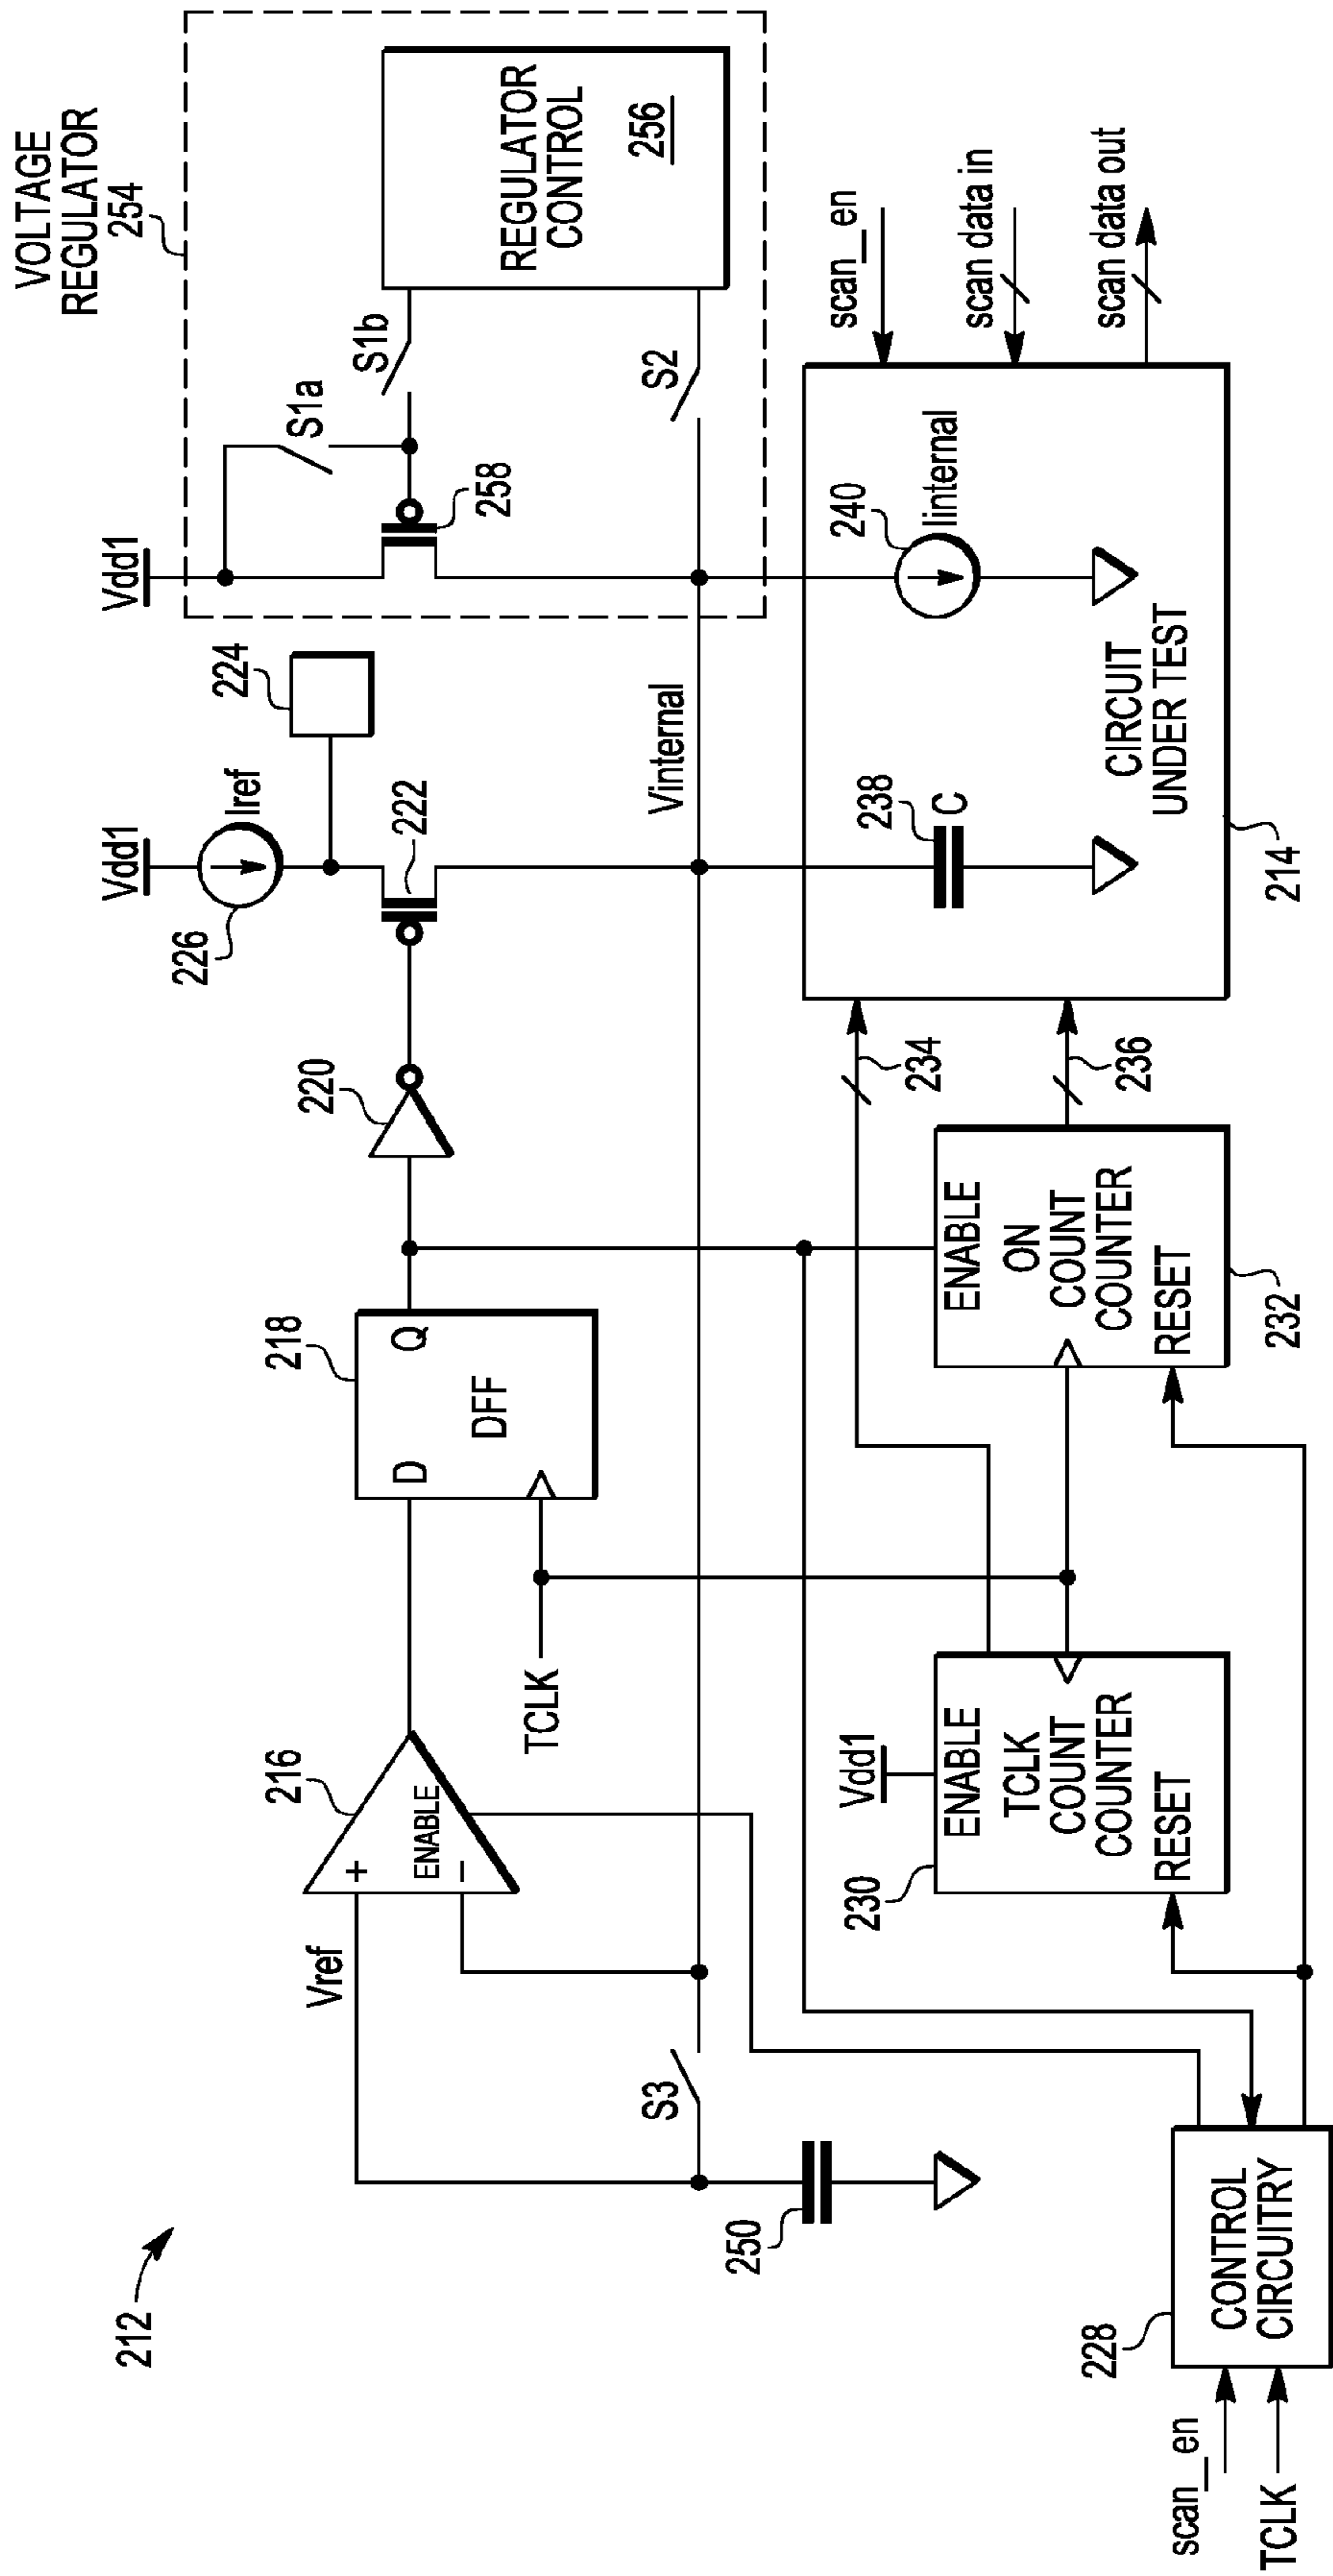 212
VOLTAGE
REGULATOR
254
Vdd1
S1a
S1b
258
REGULATOR
CONTROL
256
S2
Vdd1
226
Iref
224
222
220
218
D
Q
DFF
TCLK
216
+
ENABLE
−
Vref
Vinternal
S3
250
scan_en
scan data in
scan data out
240
Iinternal
238
C
CIRCUIT
UNDER TEST
214
234
236
ENABLE
ON
COUNT
COUNTER
RESET
232
Vdd1
ENABLE
TCLK
COUNT
COUNTER
RESET
230
CONTROL
CIRCUITRY
228
scan_en
TCLK